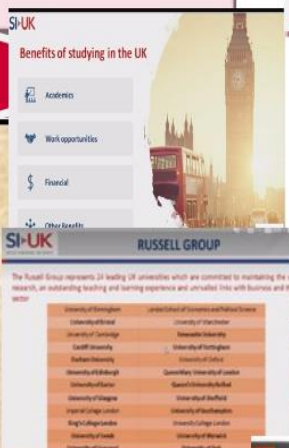 SI-UK
Benefits of studying in the UK
Academics
Work opportunities
Financial
Other Benefits
SI-UK
RUSSELL GROUP
The Russell Group represents 24 leading UK universities which are committed to maintaining the
research, an outstanding teaching and learning experience and unrivalled links with business and th
sector
University of Birmingham London School of Economics and Political Science
University of Bristol University of Manchester
University of Cambridge Newcastle University
Cardiff University University of Nottingham
Durham University University of Oxford
University of Edinburgh Queen Mary University of London
University of Exeter Queen's University Belfast
University of Glasgow University of Sheffield
Imperial College London University of Southampton
King's College London University College London
University of Leeds University of Warwick